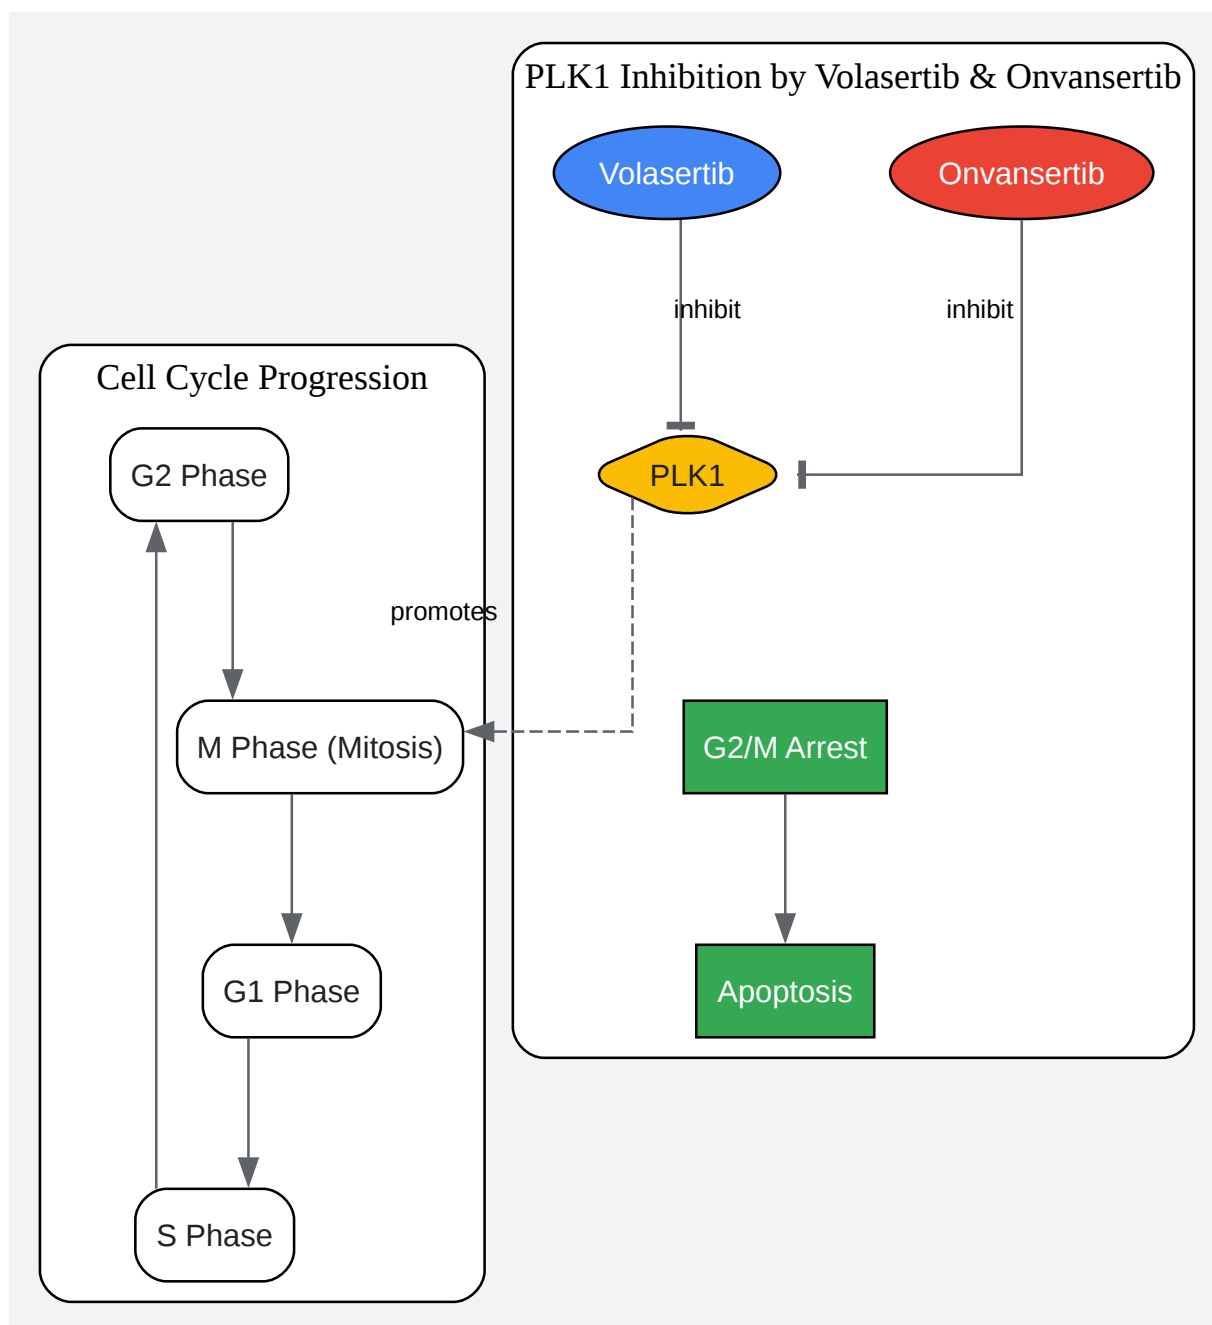 PLK1 Inhibition by Volasertib & Onvansertib
Volasertib
Onvansertib
inhibit
inhibit
PLK1
Cell Cycle Progression
G2 Phase
promotes
M Phase (Mitosis)
G2/M Arrest
G1 Phase
Apoptosis
S Phase